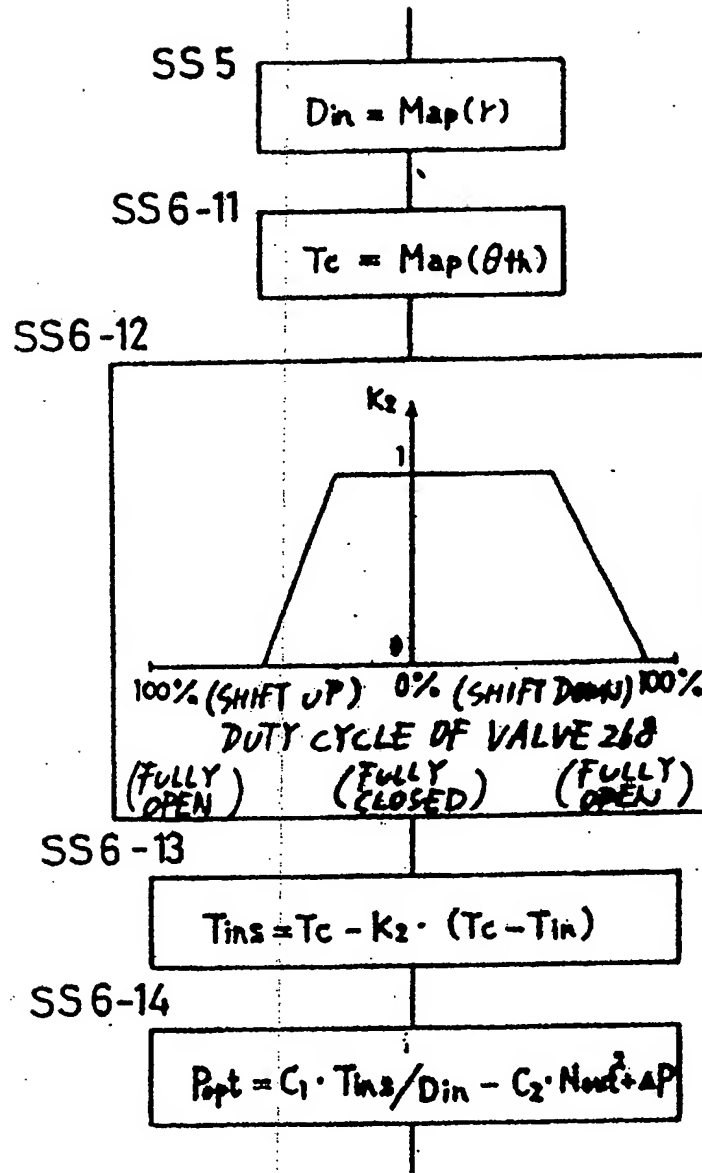 SS5
Din = Map(r)
SS6-11
Tc = Map(θth)
SS6-12
K2
1
0
100% (SHIFT UP) 0% (SHIFT DOWN) 100%
DUTY CYCLE OF VALVE 268
(FULLY OPEN) (FULLY CLOSED) (FULLY OPEN)
SS6-13
Tins = Tc - K2 · (Tc - Tin)
SS6-14
Popt = C1 · Tins / Din - C2 · Nout² + ΔP